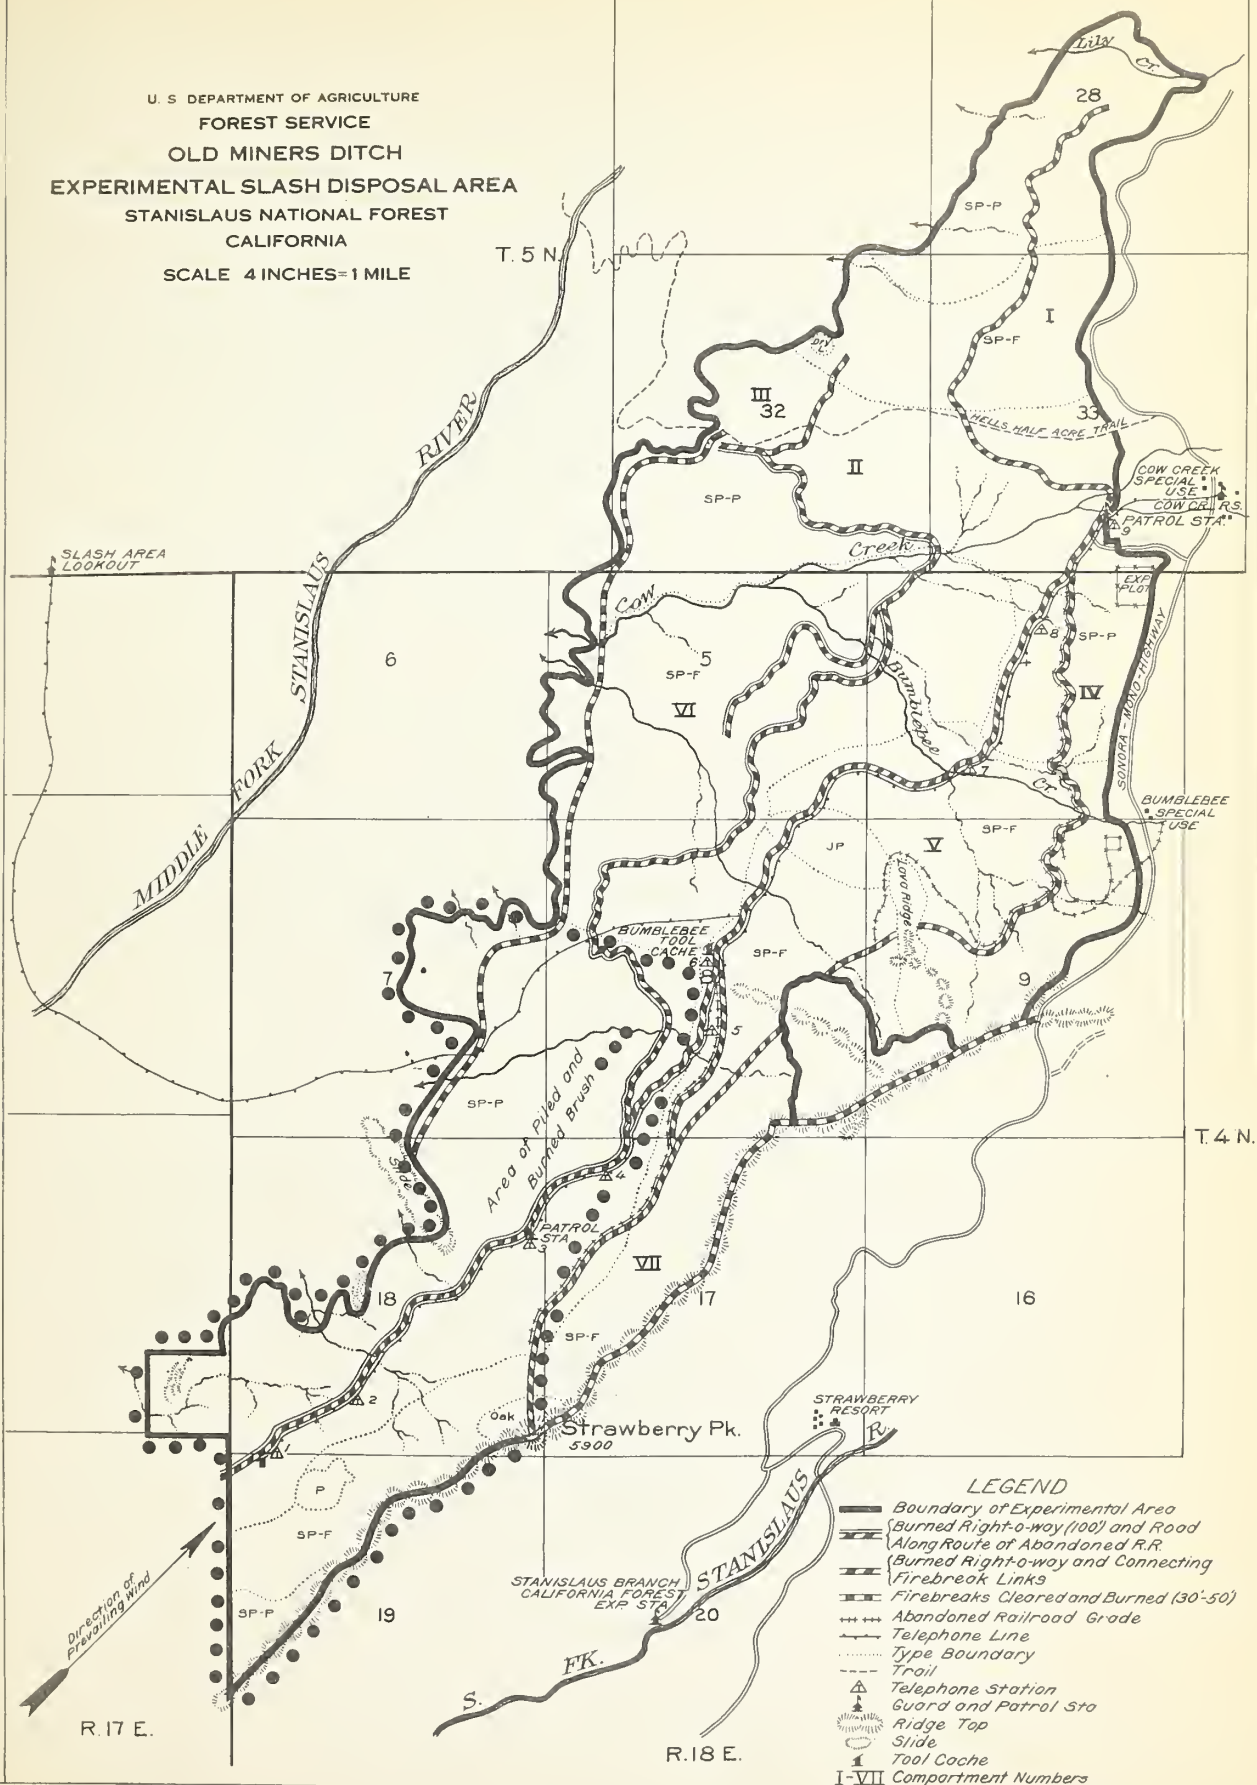 U. S DEPARTMENT OF AGRICULTURE
FOREST SERVICE
OLD MINERS DITCH
EXPERIMENTAL SLASH DISPOSAL AREA
STANISLAUS NATIONAL FOREST
CALIFORNIA
SCALE 4 INCHES=1 MILE
Lily
Cr.
28
SP-P
T. 5 N.
I
SP-F
Dry
L.
III
32
33
HELLS HALF ACRE TRAIL
II
COW CREEK
SPECIAL
USE
COW CR. R.S.
PATROL STA.
9
SP-P
MIDDLE FORK STANISLAUS RIVER
SLASH AREA
LOOKOUT
Cow Creek
EXP.
PLOT
8
SP-P
6
5
SP-F
VI
IV
Bumblebee Cr.
SONORA-MONO-HIGHWAY
7
BUMBLEBEE
SPECIAL
USE
SP-F
JP
V
Lava Ridge
BUMBLEBEE
TOOL
CACHE
6
8
SP-F
7
9
5
Area of Piled and
Burned Brush
SP-P
T. 4 N.
Slide
4
PATROL
STA
3
VII
18
17
16
SP-F
2
STRAWBERRY
RESORT
Oak
Strawberry Pk.
5900
1
P
SP-F
R.
STANISLAUS
Direction of
Prevailing Wind
STANISLAUS BRANCH
CALIFORNIA FOREST
EXP. STA.
SP-P
19
20
S. FK.
R. 17 E.
R. 18 E.
LEGEND
Boundary of Experimental Area
Burned Right-o-way (100') and Road
Along Route of Abandoned R.R
Burned Right-o-way and Connecting
Firebreak Links
Firebreaks Cleared and Burned (30'-50')
Abandoned Railroad Grade
Telephone Line
Type Boundary
Trail
Telephone Station
Guard and Patrol Sta
Ridge Top
Slide
Tool Cache
I-VII Compartment Numbers